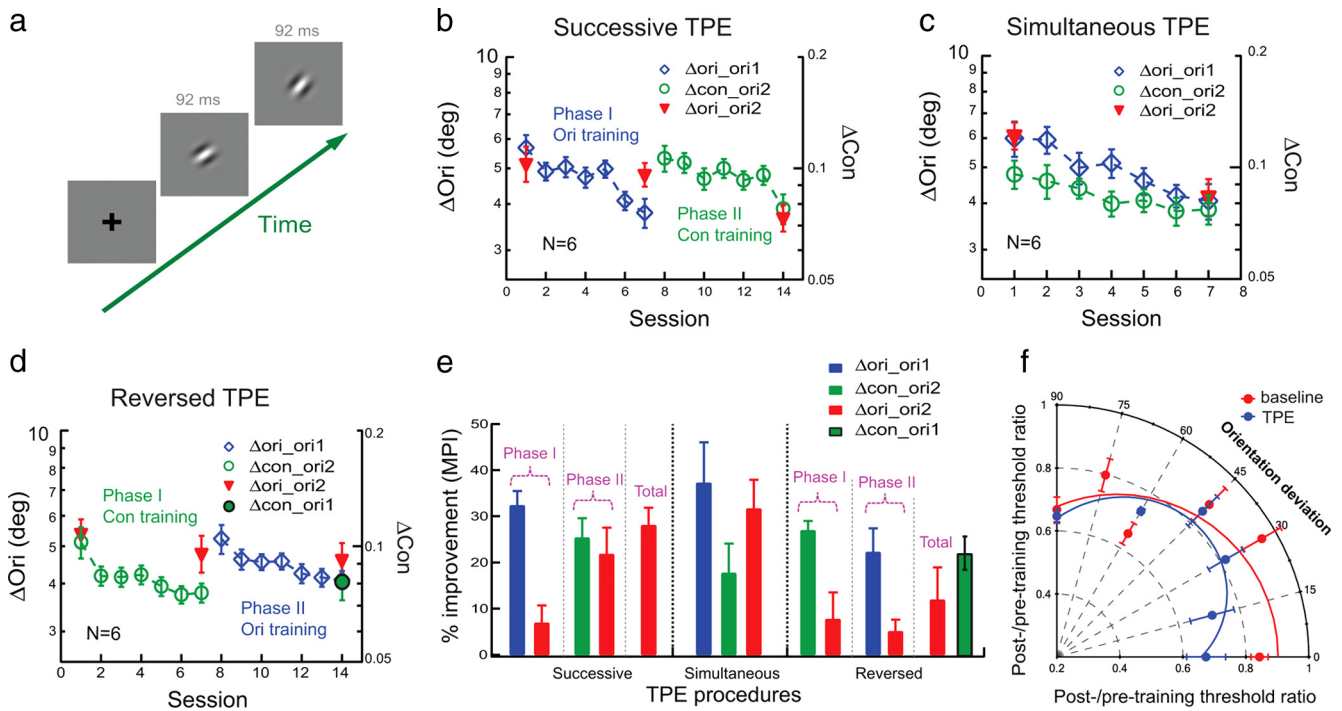 a
92 ms
92 ms
Time
b
Successive TPE
10
9
8
7
6
5
4
3
ΔOri (deg)
0.2
0.1
0.05
ΔCon
Δori_ori1
Δcon_ori2
Δori_ori2
Phase I
Ori training
Phase II
Con training
N=6
0 2 4 6 8 10 12 14
Session
c
Simultaneous TPE
10
9
8
7
6
5
4
3
ΔOri (deg)
0.2
0.1
0.05
ΔCon
Δori_ori1
Δcon_ori2
Δori_ori2
N=6
0 1 2 3 4 5 6 7 8
Session
d
Reversed TPE
10
9
8
7
6
5
4
3
ΔOri (deg)
0.2
0.1
0.05
ΔCon
Δori_ori1
Δcon_ori2
Δori_ori2
Δcon_ori1
Phase I
Con training
Phase II
Ori training
N=6
0 2 4 6 8 10 12 14
Session
e
Δori_ori1
Δcon_ori2
Δori_ori2
Δcon_ori1
50
40
30
20
10
0
% improvement (MPI)
Phase I
Phase II
Total
Phase I
Phase II
Total
Successive Simultaneous Reversed
TPE procedures
f
baseline
TPE
Orientation deviation
90
75
60
45
30
15
0
1
0.8
0.6
0.4
Post-/pre-training threshold ratio
0.2 0.4 0.6 0.8 1
Post-/pre-training threshold ratio